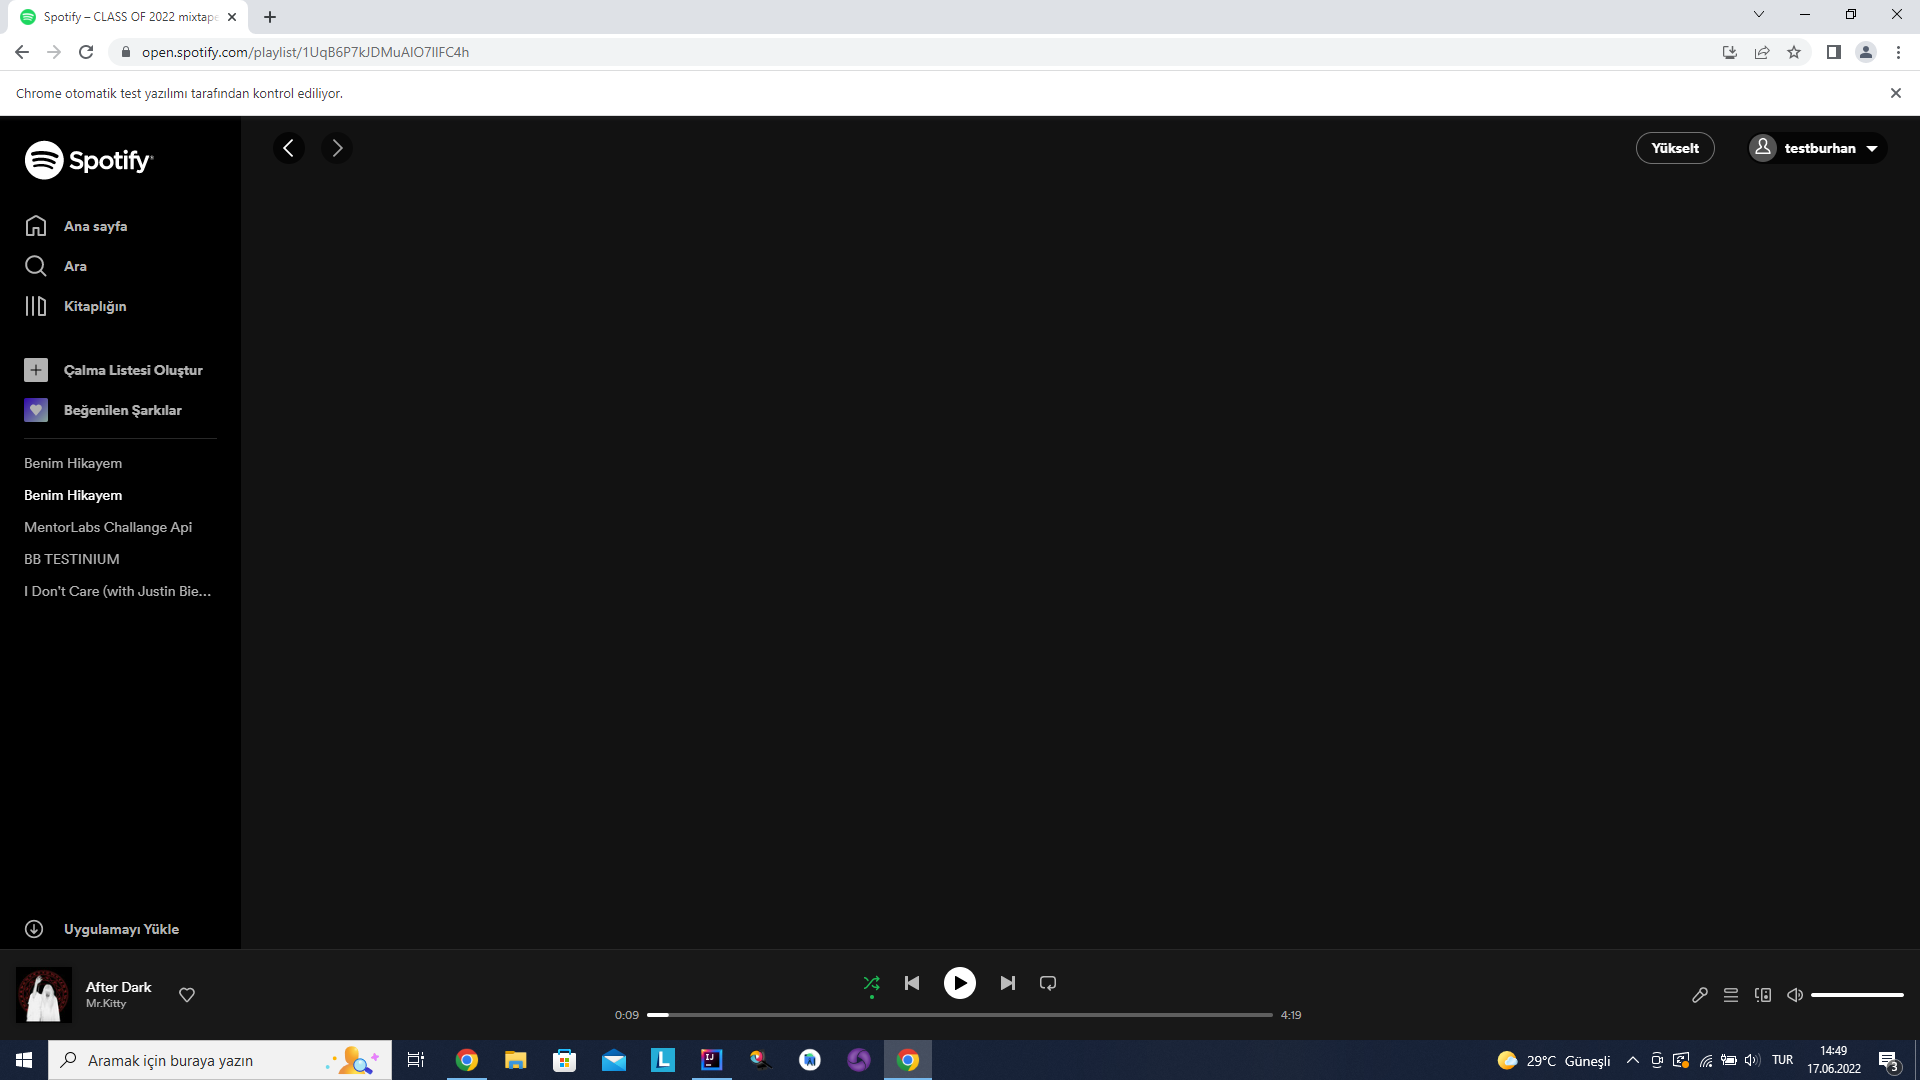 Spotify – CLASS OF 2022 mixtape
open.spotify.com/playlist/1UqB6P7kJDMuAIO7IIFC4h
Chrome otomatik test yazılımı tarafından kontrol ediliyor.
Spotify
Yükselt
testburhan
Ana sayfa
Ara
Kitaplığın
Çalma Listesi Oluştur
Beğenilen Şarkılar
Benim Hikayem
Benim Hikayem
MentorLabs Challange Api
BB TESTINIUM
I Don't Care (with Justin Bie...
Uygulamayı Yükle
After Dark
Mr.Kitty
0:09
4:19
Aramak için buraya yazın
L
IJ
29°C Güneşli
TUR
14:49
17.06.2022
3